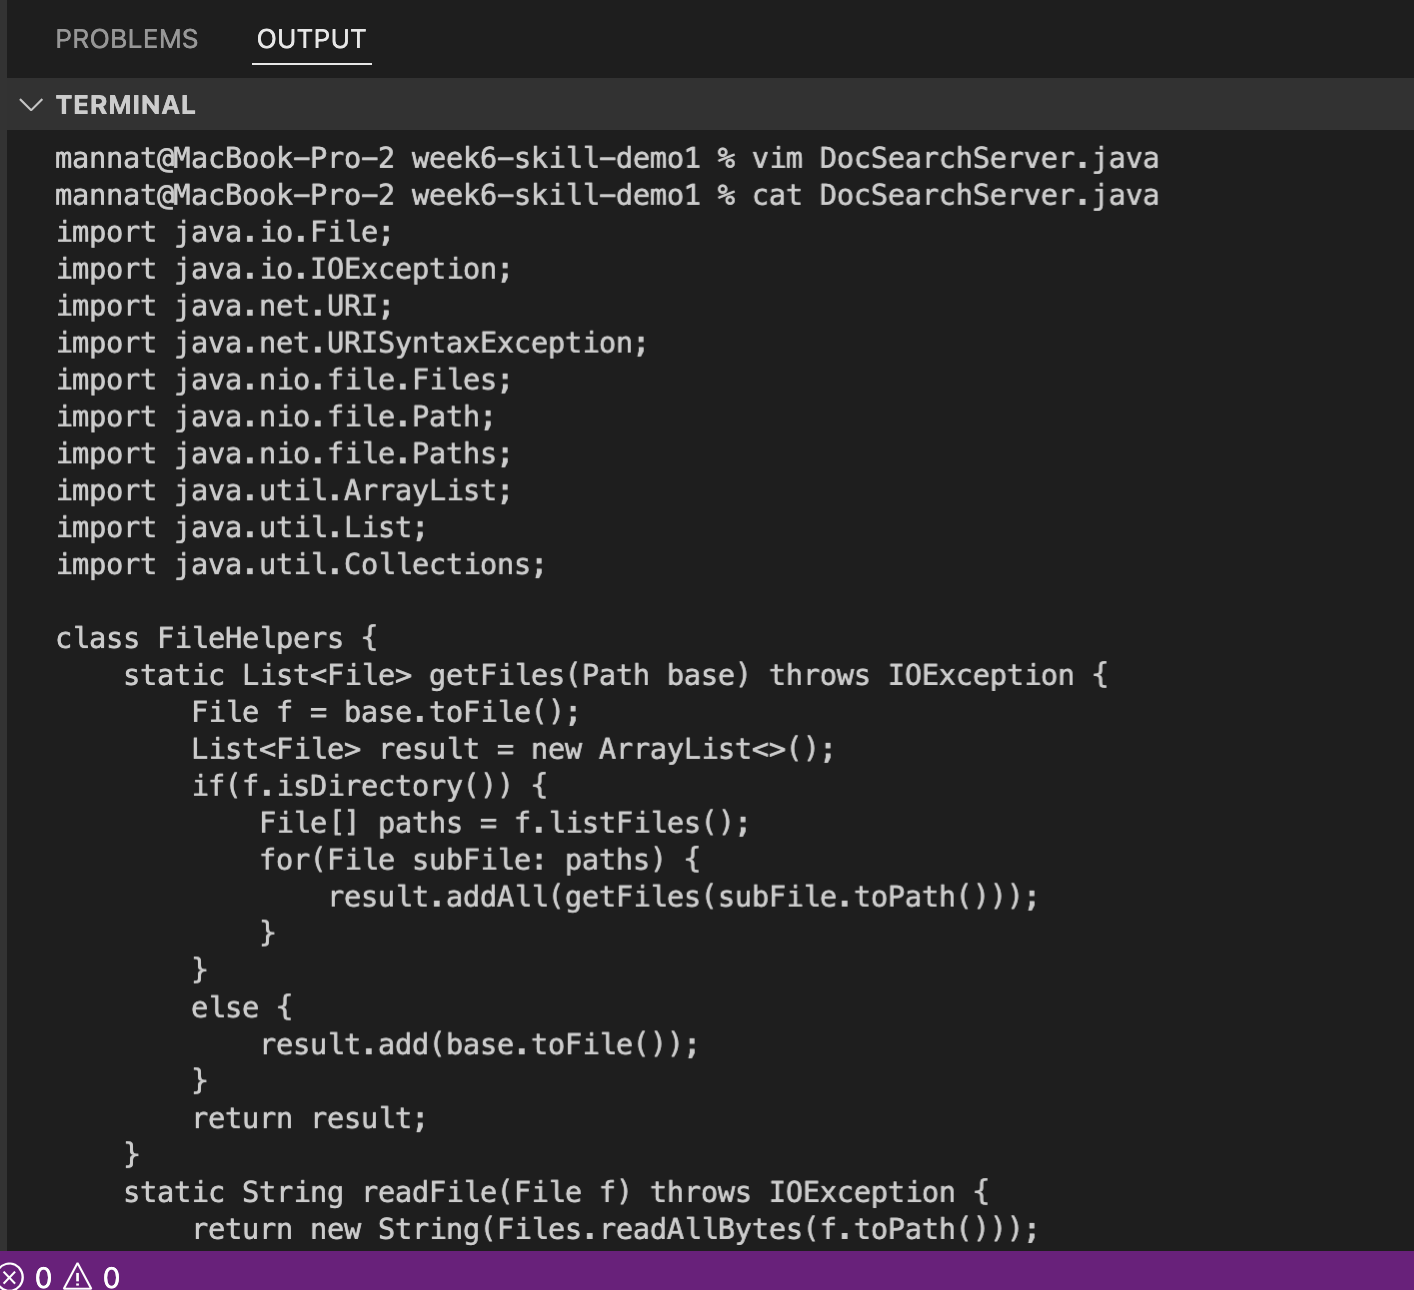 PROBLEMS OUTPUT
TERMINAL
mannat@MacBook-Pro-2 week6-skill-demo1 % vim DocSearchServer.java
mannat@MacBook-Pro-2 week6-skill-demo1 % cat DocSearchServer.java
import java.io.File;
import java.io.IOException;
import java.net.URI;
import java.net.URISyntaxException;
import java.nio.file.Files;
import java.nio.file.Path;
import java.nio.file.Paths;
import java.util.ArrayList;
import java.util.List;
import java.util.Collections;

class FileHelpers {
    static List<File> getFiles(Path base) throws IOException {
        File f = base.toFile();
        List<File> result = new ArrayList<>();
        if(f.isDirectory()) {
            File[] paths = f.listFiles();
            for(File subFile: paths) {
                result.addAll(getFiles(subFile.toPath()));
            }
        }
        else {
            result.add(base.toFile());
        }
        return result;
    }
    static String readFile(File f) throws IOException {
        return new String(Files.readAllBytes(f.toPath()));
0 0